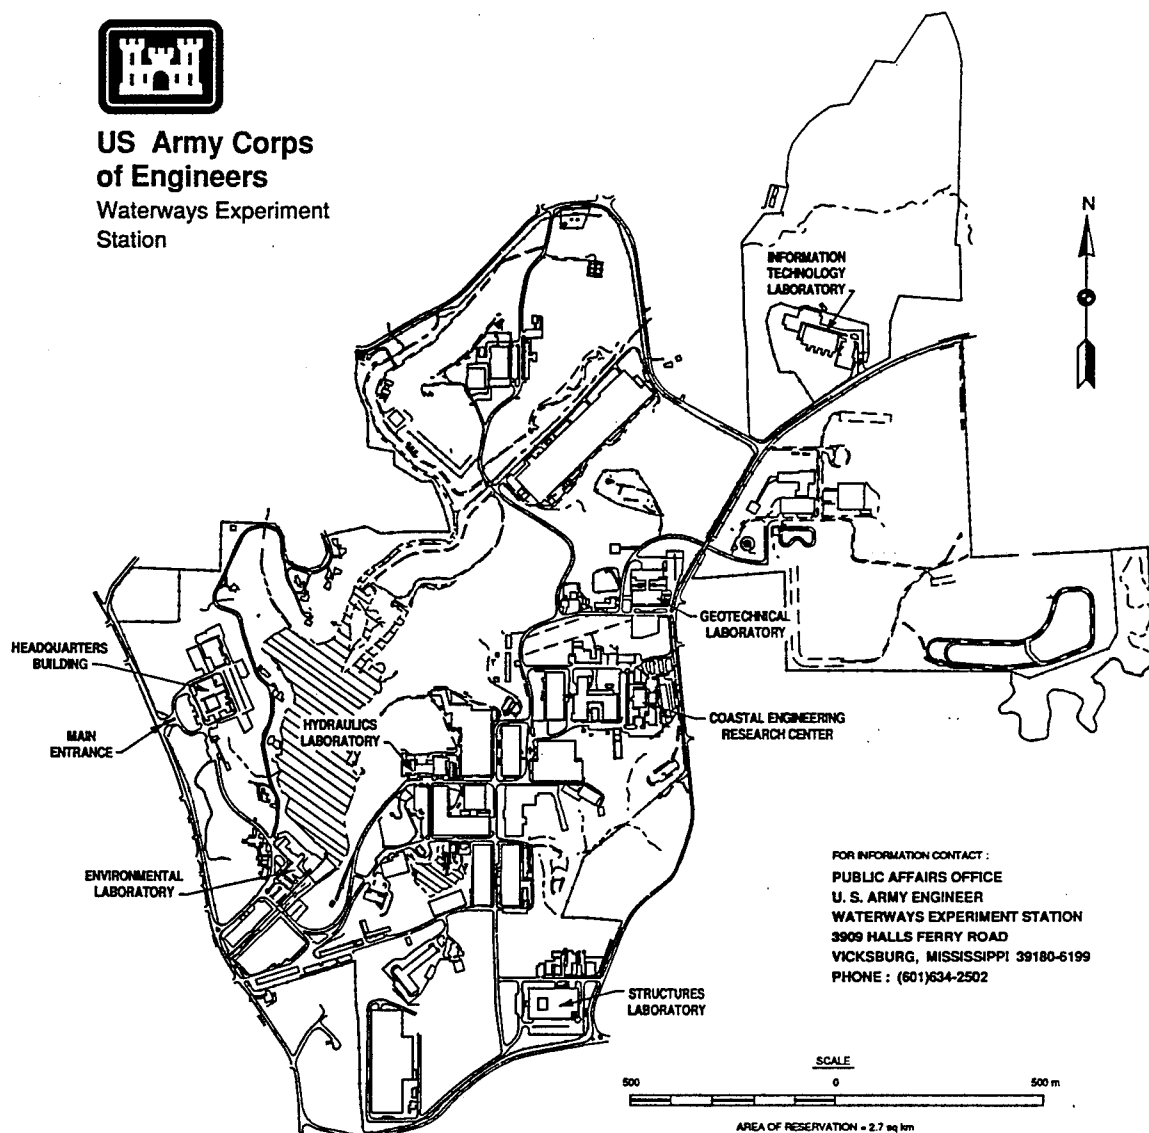 US Army Corps
of Engineers
Waterways Experiment
Station
N
INFORMATION
TECHNOLOGY
LABORATORY
GEOTECHNICAL
LABORATORY
HEADQUARTERS
BUILDING
MAIN
ENTRANCE
HYDRAULICS
LABORATORY
COASTAL ENGINEERING
RESEARCH CENTER
ENVIRONMENTAL
LABORATORY
FOR INFORMATION CONTACT :
PUBLIC AFFAIRS OFFICE
U. S. ARMY ENGINEER
WATERWAYS EXPERIMENT STATION
3909 HALLS FERRY ROAD
VICKSBURG, MISSISSIPPI 39180-6199
PHONE : (601)634-2502
STRUCTURES
LABORATORY
SCALE
500 0 500 m
AREA OF RESERVATION = 2.7 sq km